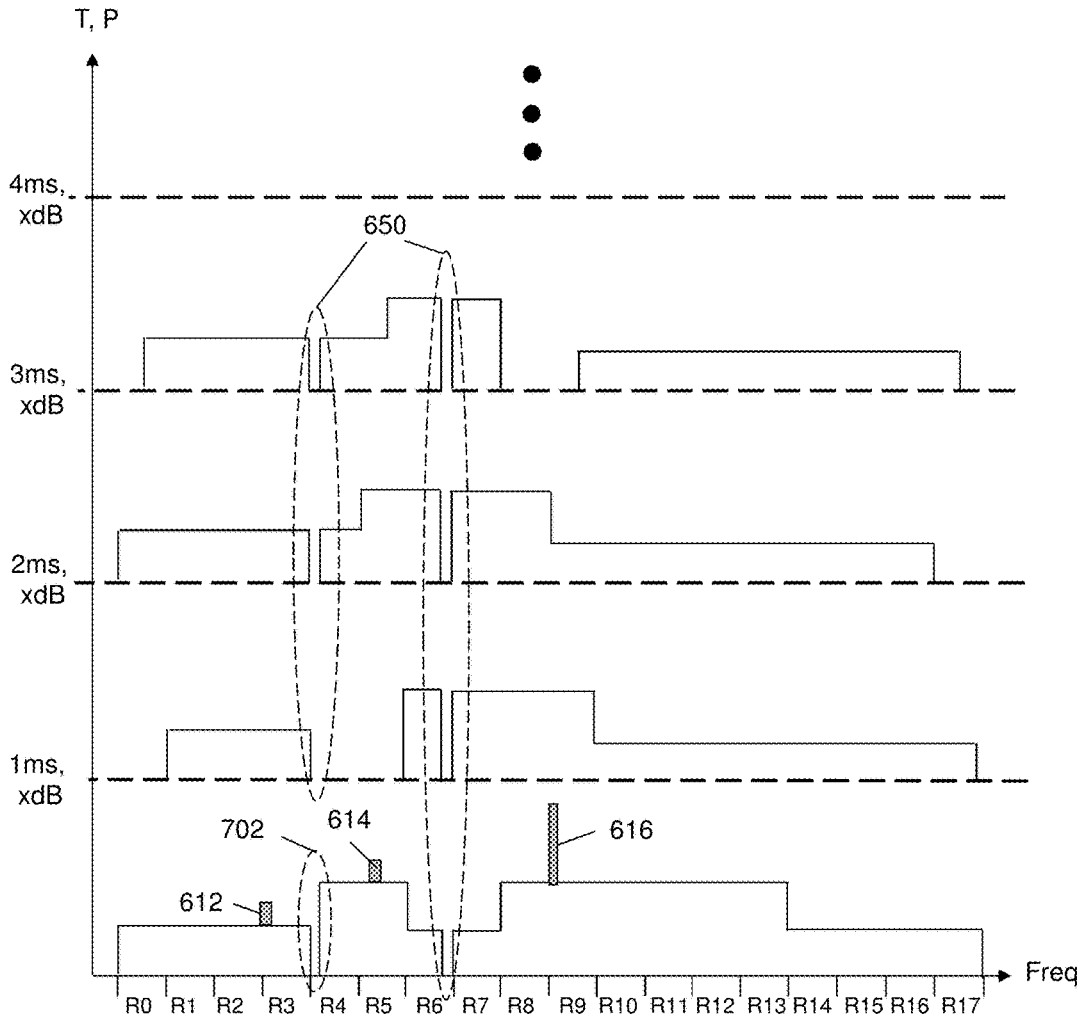 T, P
4ms,
xdB
650
3ms,
xdB
2ms,
xdB
1ms,
xdB
702
614
616
612
Freq
R0 R1 R2 R3 R4 R5 R6 R7 R8 R9 R10 R11 R12 R13 R14 R15 R16 R17